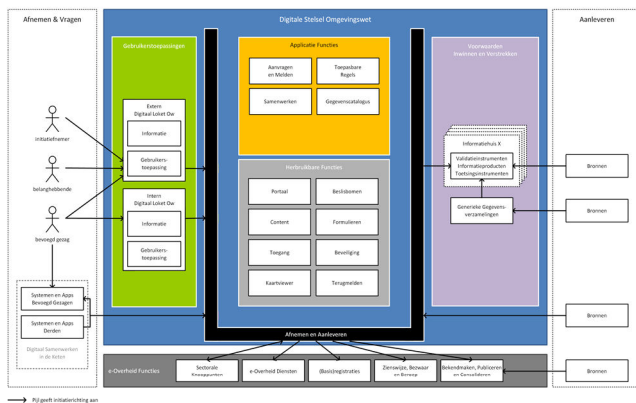 Afnemen & Vragen
Digitale Stelsel Omgevingswet
Aanleveren
Gebruikerstoepassingen
Applicatie Functies
Voorwaarden
Inwinnen en Verstrekken
Aanvragen
en Melden
Toepasbare
Regels
Samenwerken
Gegevenscatalogus
Extern
Digitaal Loket Ow
Informatie
Gebruikers-
toepassing
Intern
Digitaal Loket Ow
Informatie
Gebruikers-
toepassing
initiatiefnemer
belanghebbende
bevoegd gezag
Herbruikbare Functies
Portaal
Beslisbomen
Content
Formulieren
Toegang
Beveiliging
Kaartviewer
Terugmelden
Informatiehuis X
Validatieinstrumenten
Informatieproducten
Toetsingsinstrumenten
Generieke Gegevens-
verzamelingen
Bronnen
Bronnen
Bronnen
Bronnen
Systemen en Apps
Bevoegd Gezagen
Systemen en Apps
Derden
Digitaal Samenwerken
in de Keten
Afnemen en Aanleveren
e-Overheid Functies
Sectorale
Knooppunten
e-Overheid Diensten
(Basis)registraties
Zienswijze, Bezwaar
en Beroep
Bekendmaken, Publiceren
en Consolideren
Pijl geeft initiatierichting aan